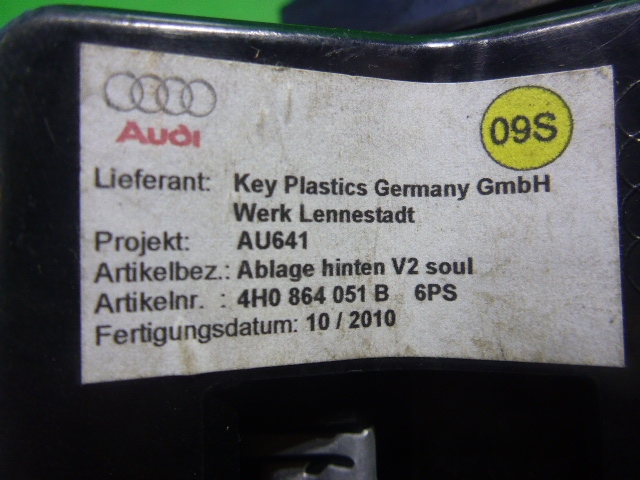 Audi
09S
Lieferant: Key Plastics Germany GmbH
Werk Lennestadt
Projekt: AU641
Artikelbez.: Ablage hinten V2 soul
Artikelnr. : 4H0 864 051 B 6PS
Fertigungsdatum: 10 / 2010